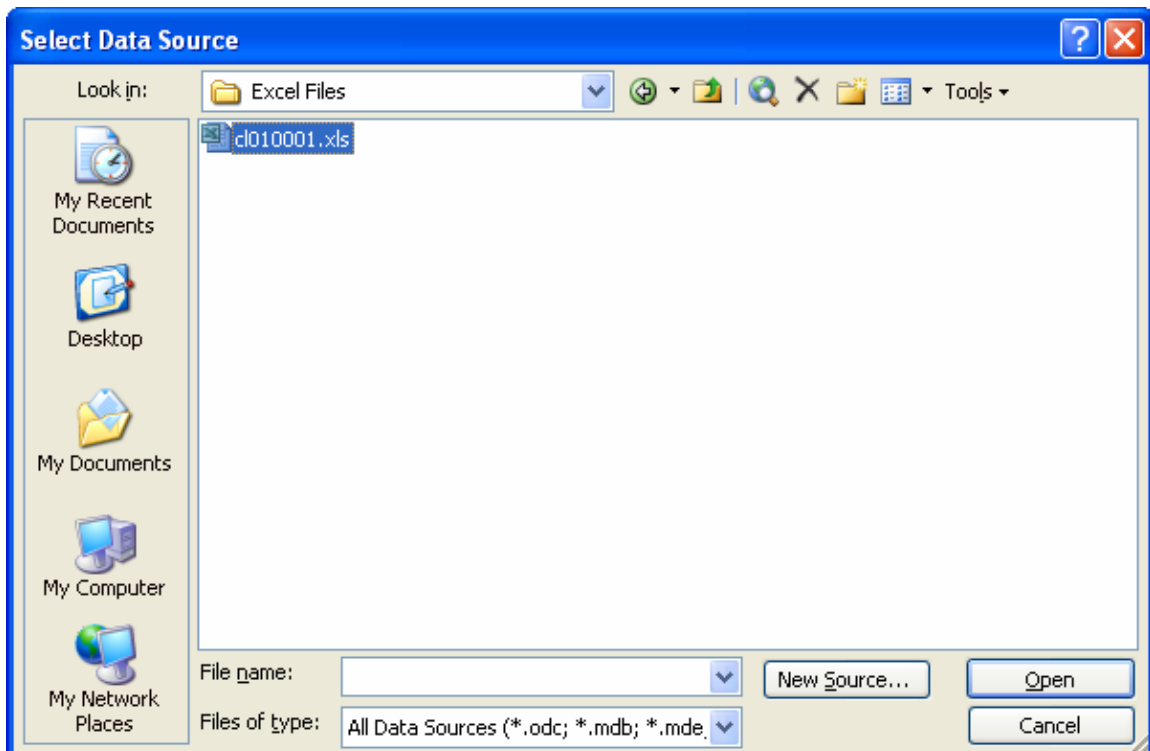 Select Data Source
Look in:
Excel Files
Tools
cl010001.xls
My Recent
Documents
Desktop
My Documents
My Computer
My Network
Places
File name:
New Source...
Open
Files of type:
All Data Sources (*.odc; *.mdb; *.mde,
Cancel